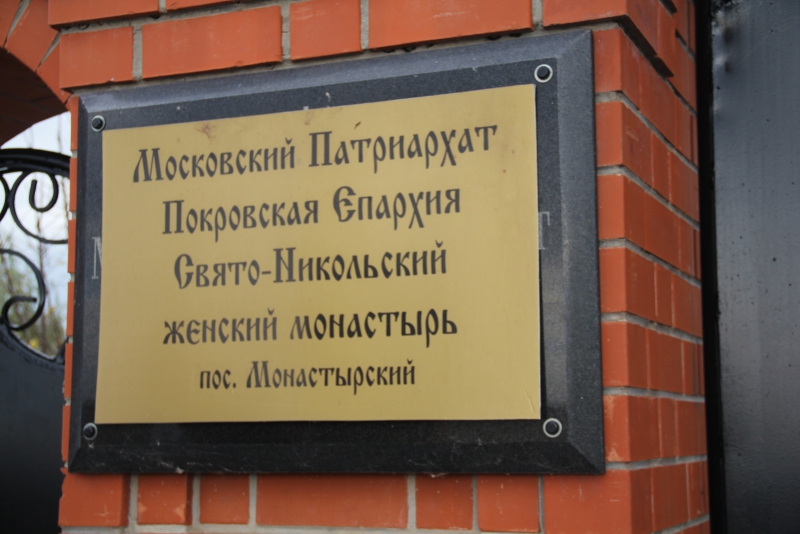 Московский Патриархат
Покровская Епархия
Свято-Никольский
женский монастырь
пос. Монастырский